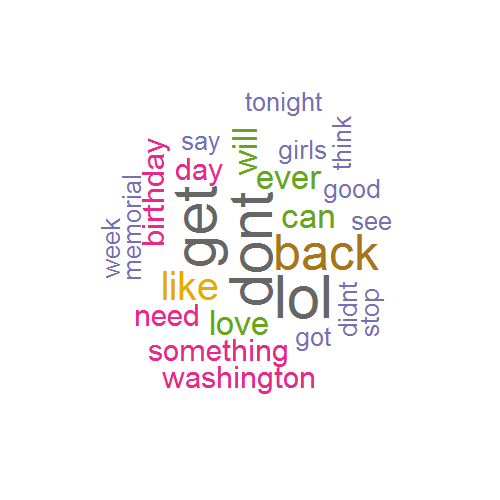 tonight
say
will
girls
think
birthday
day
ever
good
memorial
get
dont
can
see
week
back
like
lol
didnt
stop
need
love
got
something
washington